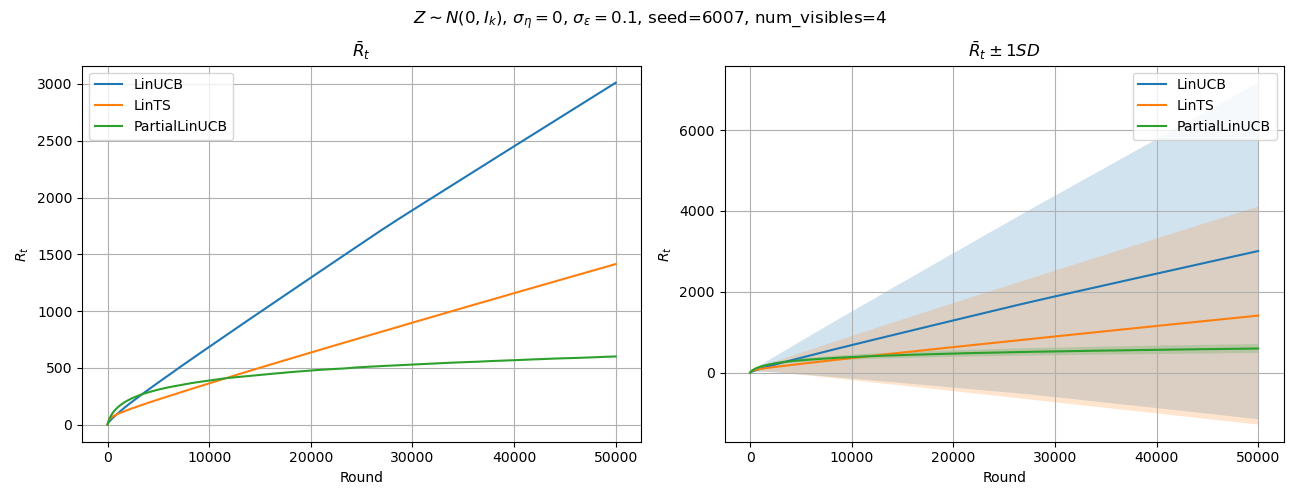 Z ~ N(0, I_k), σ_η = 0, σ_ε = 0.1, seed=6007, num_visibles=4
R̄_t
3000
2500
2000
1500
1000
500
0
R_t
LinUCB
LinTS
PartialLinUCB
0 10000 20000 30000 40000 50000
Round
R̄_t ± 1SD
6000
4000
2000
0
R_t
LinUCB
LinTS
PartialLinUCB
0 10000 20000 30000 40000 50000
Round